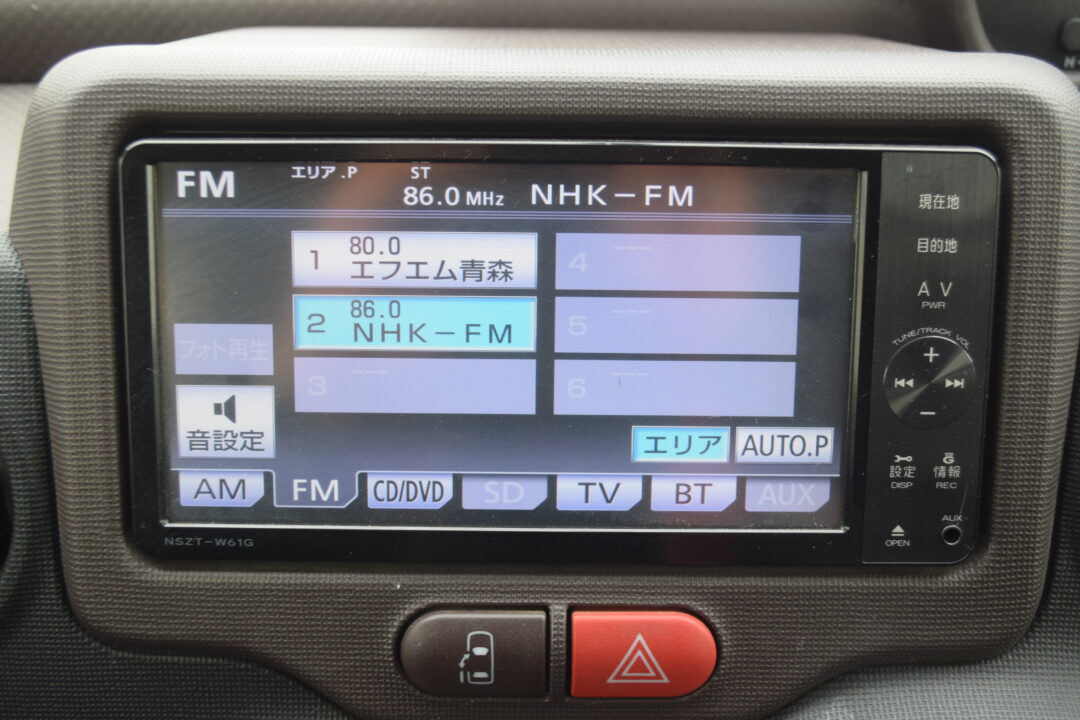 FM エリア.P ST 86.0 MHz NHK-FM
1 80.0 エフエム青森
2 86.0 NHK-FM
3 ---
4 ---
5 ---
6 ---
フォト再生
音設定
エリア AUTO.P
AM FM CD/DVD SD TV BT AUX
NSZT-W61G
現在地
目的地
AV
PWR
TUNE/TRACK VOL
+
-
設定 情報
DISP REC
AUX
OPEN